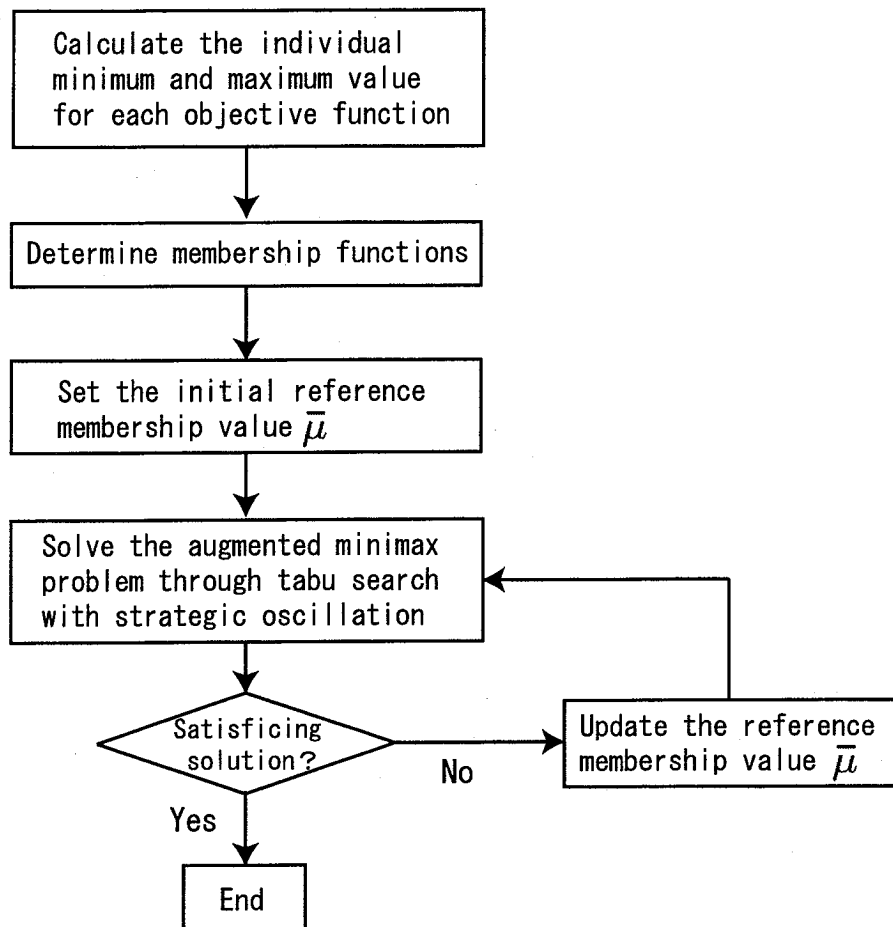 Calculate the individual
minimum and maximum value
for each objective function
Determine membership functions
Set the initial reference
membership value μ̄
Solve the augmented minimax
problem through tabu search
with strategic oscillation
Satisficing
solution?
No
Update the reference
membership value μ̄
Yes
End